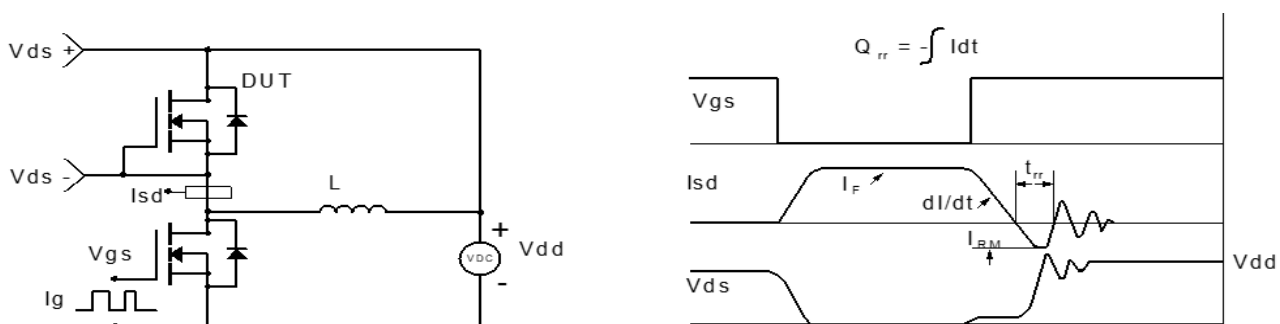 Vds +
DUT
Vds -
Isd
L
Vgs
Ig
+
VDC
-
Vdd
Q rr = - ∫ Idt
Vgs
Isd
I F
dI/dt
t rr
I RM
Vds
Vdd